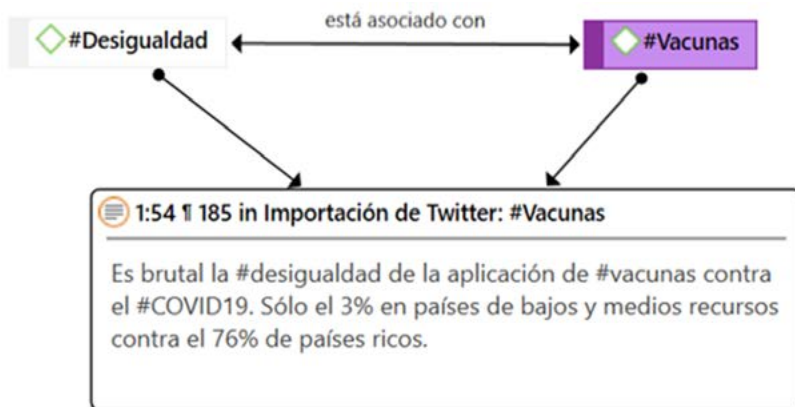 está asociado con
#Desigualdad
#Vacunas
1:54 ¶ 185 in Importación de Twitter: #Vacunas
Es brutal la #desigualdad de la aplicación de #vacunas contra
el #COVID19. Sólo el 3% en países de bajos y medios recursos
contra el 76% de países ricos.